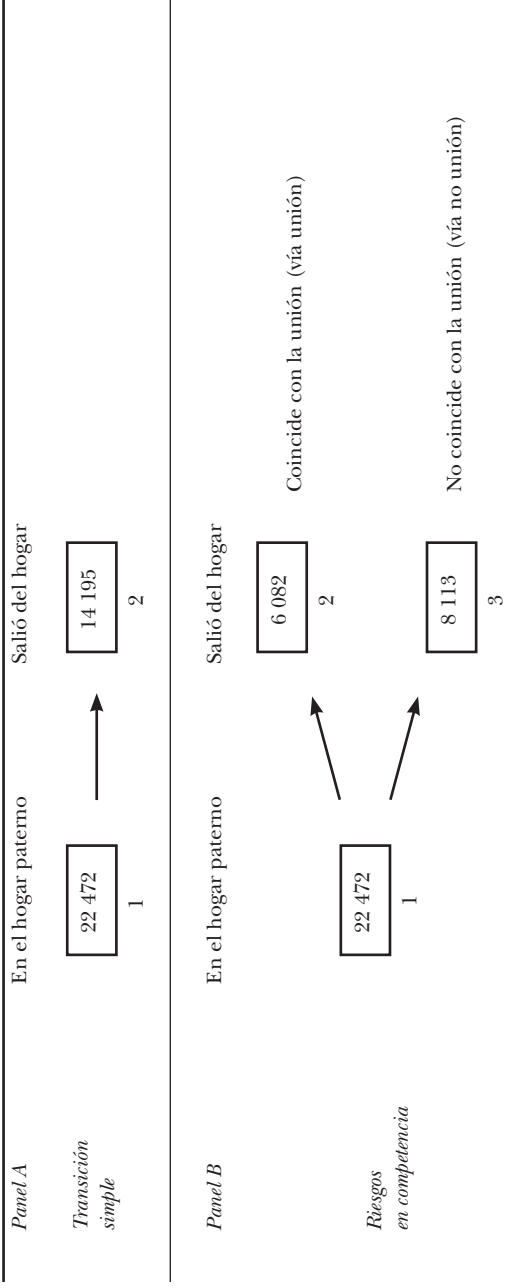 Panel A
En el hogar paterno
Salió del hogar
Transición
simple
22 472
14 195
1
2
Panel B
En el hogar paterno
Salió del hogar
6 082
Coincide con la unión (vía unión)
2
Riesgos
en competencia
22 472
1
8 113
No coincide con la unión (vía no unión)
3